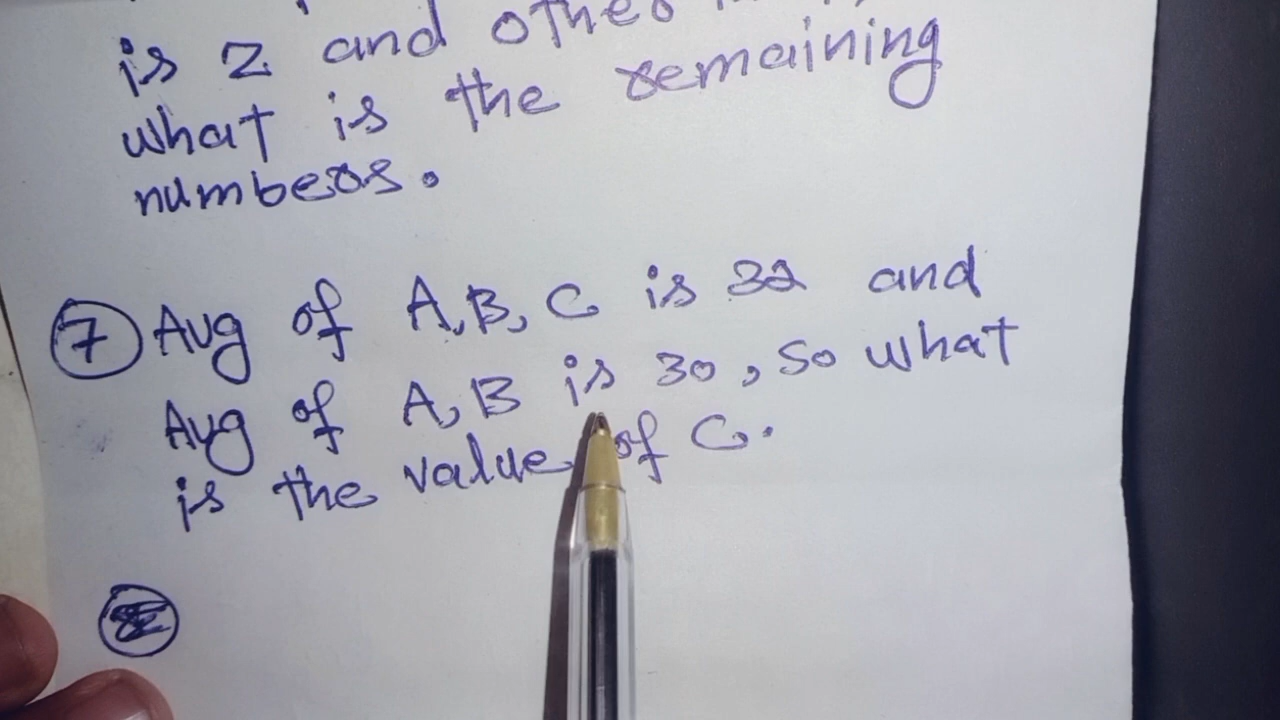 is 2 and other
what is the remaining
numbers.
7 Avg of A, B, C is 32 and
Avg of A, B is 30, So what
is the value of C.